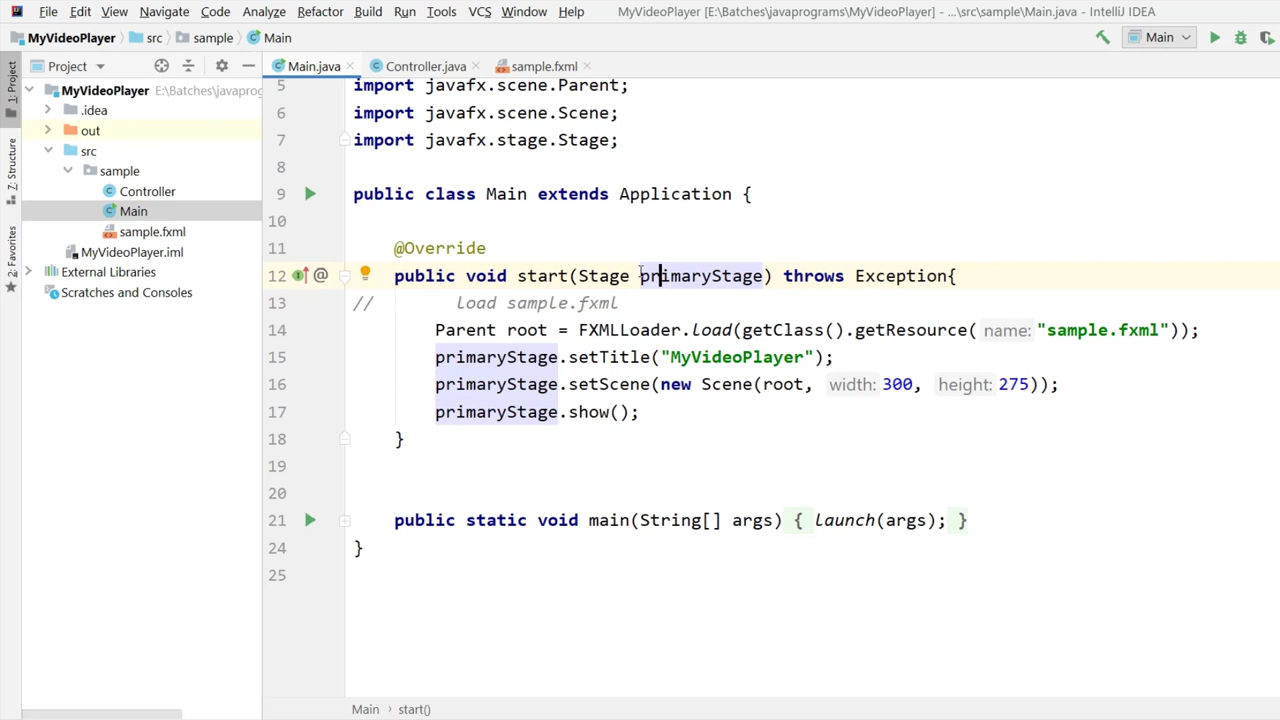 File Edit View Navigate Code Analyze Refactor Build Run Tools VCS Window Help MyVideoPlayer [E:\Batches\javaprograms\MyVideoPlayer] - ...\src\sample\Main.java - IntelliJ IDEA
MyVideoPlayer src sample Main Main
Project Main.java Controller.java sample.fxml
1: Project
Z: Structure
2: Favorites
MyVideoPlayer E:\Batches\javaprog
.idea
out
src
sample
Controller
Main
sample.fxml
MyVideoPlayer.iml
External Libraries
Scratches and Consoles
5 import javafx.scene.Parent;
6 import javafx.scene.Scene;
7 import javafx.stage.Stage;
8
9 public class Main extends Application {
10
11 @Override
12 @ public void start(Stage primaryStage) throws Exception{
13 // load sample.fxml
14 Parent root = FXMLLoader.load(getClass().getResource( name: "sample.fxml"));
15 primaryStage.setTitle("MyVideoPlayer");
16 primaryStage.setScene(new Scene(root, width: 300, height: 275));
17 primaryStage.show();
18 }
19
20
21 public static void main(String[] args) { launch(args); }
24 }
25
Main start()